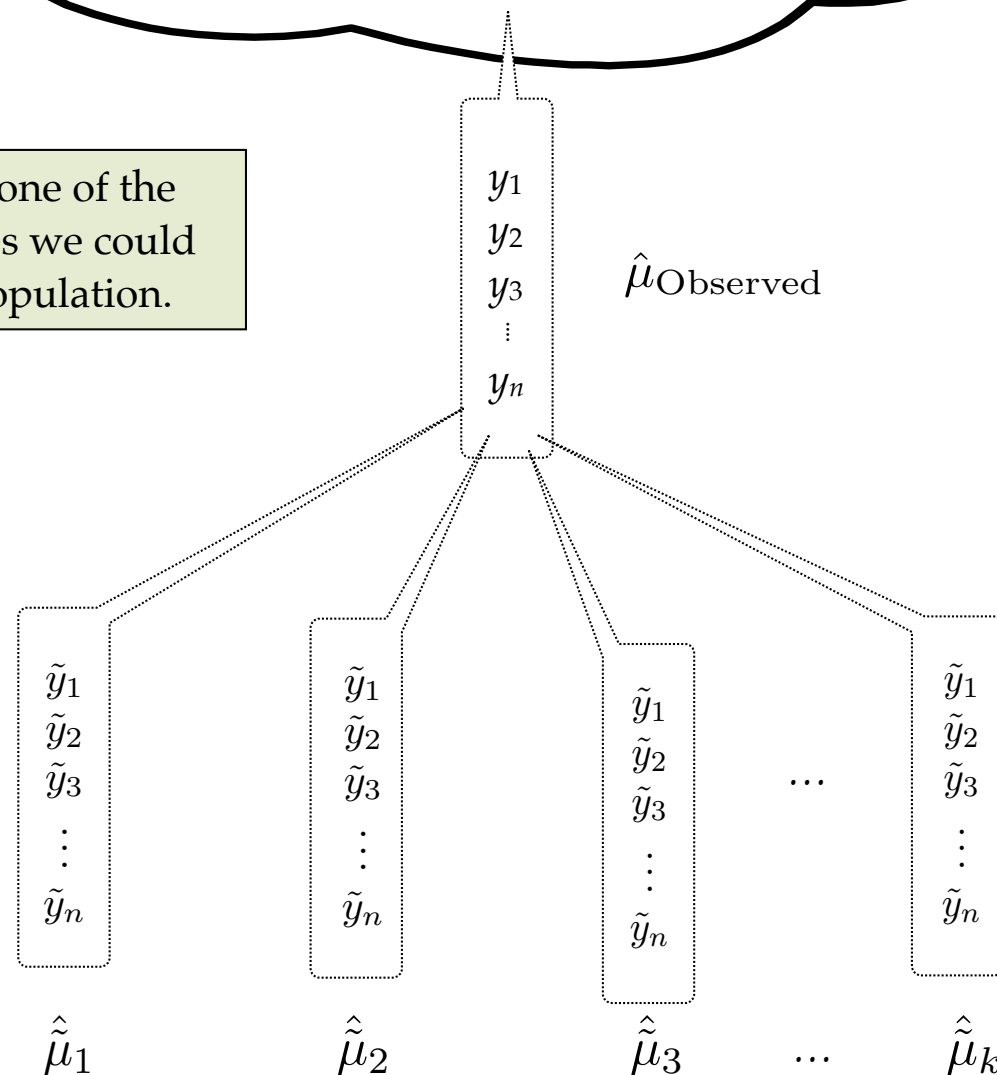 one of the
s we could
opulation.
y₁
y₂
y₃
⋮
yₙ
μ̂_Observed
ỹ₁
ỹ₂
ỹ₃
⋮
ỹₙ
ỹ₁
ỹ₂
ỹ₃
⋮
ỹₙ
ỹ₁
ỹ₂
ỹ₃
⋮
ỹₙ
...
ỹ₁
ỹ₂
ỹ₃
⋮
ỹₙ
μ̃̂₁ μ̃̂₂ μ̃̂₃ ... μ̃̂ₖ